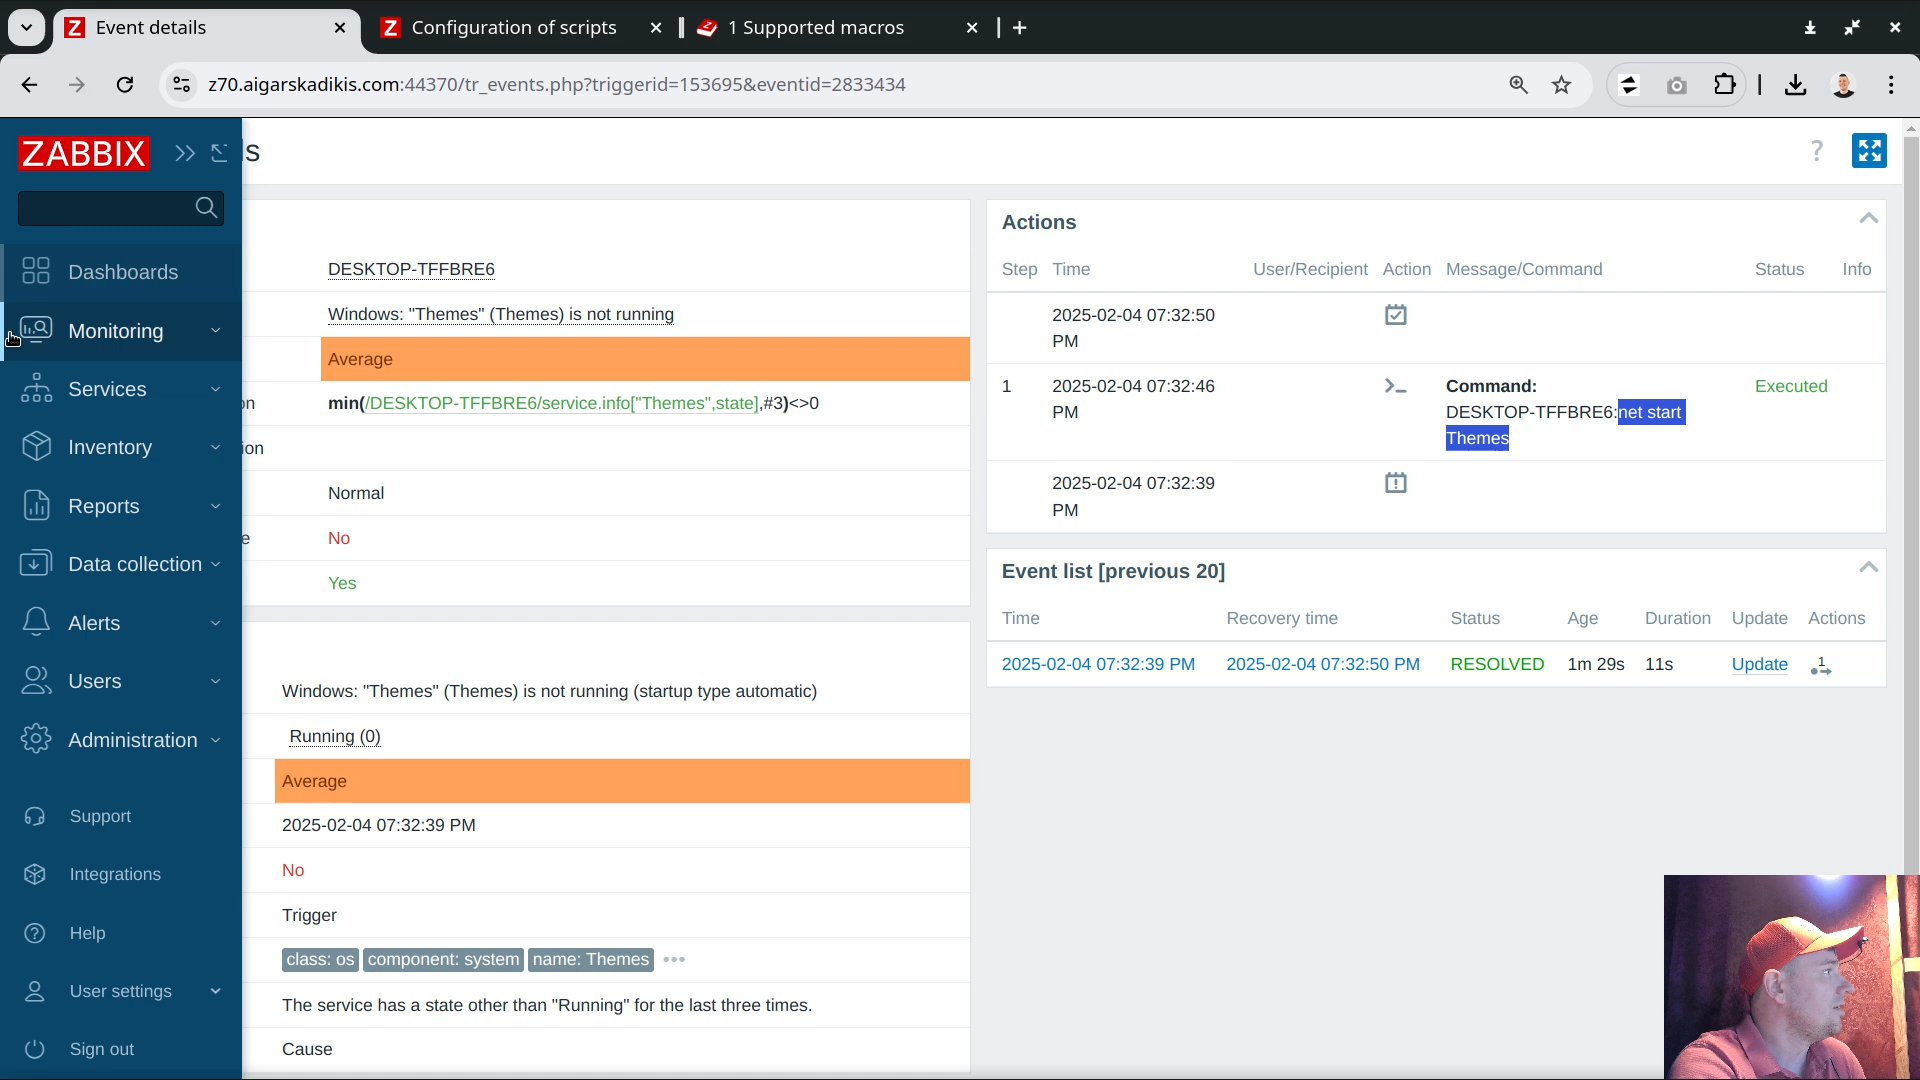 Event details
Configuration of scripts
1 Supported macros
z70.aigarskadikis.com:44370/tr_events.php?triggerid=153695&eventid=2833434
ZABBIX
ls
?
Dashboards
Monitoring
Services
Inventory
Reports
Data collection
Alerts
Users
Administration
Support
Integrations
Help
User settings
Sign out
DESKTOP-TFFBRE6
Windows: "Themes" (Themes) is not running
Average
on
min(/DESKTOP-TFFBRE6/service.info["Themes",state],#3)<>0
ion
Normal
e
No
Yes
Windows: "Themes" (Themes) is not running (startup type automatic)
Running (0)
Average
2025-02-04 07:32:39 PM
No
Trigger
class: os component: system name: Themes •••
The service has a state other than "Running" for the last three times.
Cause
Actions
Step Time User/Recipient Action Message/Command Status Info
2025-02-04 07:32:50
PM
1 2025-02-04 07:32:46 Command: Executed
PM DESKTOP-TFFBRE6:net start
Themes
2025-02-04 07:32:39
PM
Event list [previous 20]
Time Recovery time Status Age Duration Update Actions
2025-02-04 07:32:39 PM 2025-02-04 07:32:50 PM RESOLVED 1m 29s 11s Update 1